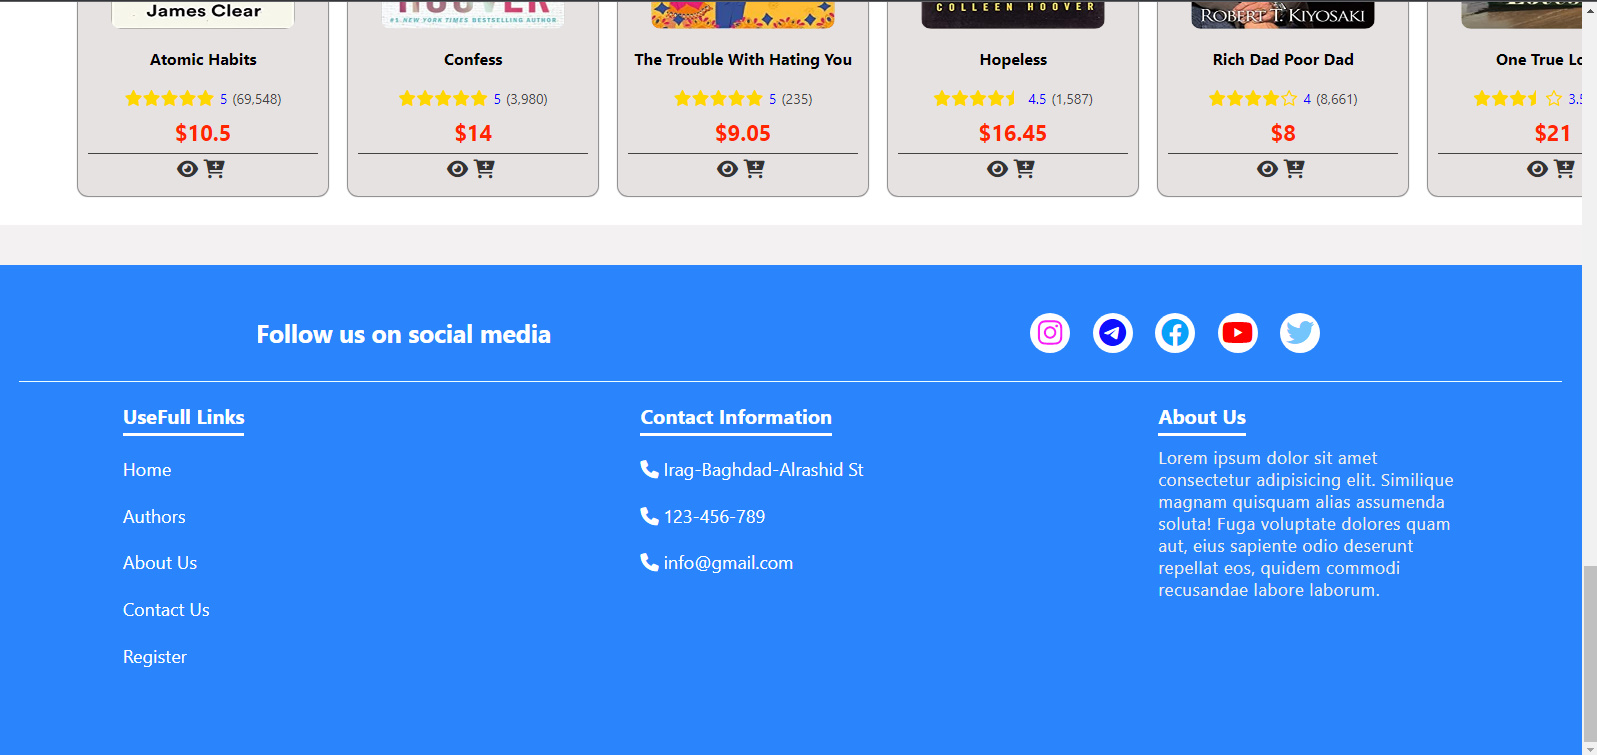 James Clear
HOOVER
#1 NEW YORK TIMES BESTSELLING AUTHOR
COLLEEN HOOVER
ROBERT T. KIYOSAKI
Atomic Habits
Confess
The Trouble With Hating You
Hopeless
Rich Dad Poor Dad
One True Lo
5 (69,548)
5 (3,980)
5 (235)
4.5 (1,587)
4 (8,661)
3.5
$10.5
$14
$9.05
$16.45
$8
$21
Follow us on social media
UseFull Links
Home
Authors
About Us
Contact Us
Register
Contact Information
Irag-Baghdad-Alrashid St
123-456-789
info@gmail.com
About Us
Lorem ipsum dolor sit amet
consectetur adipisicing elit. Similique
magnam quisquam alias assumenda
soluta! Fuga voluptate dolores quam
aut, eius sapiente odio deserunt
repellat eos, quidem commodi
recusandae labore laborum.